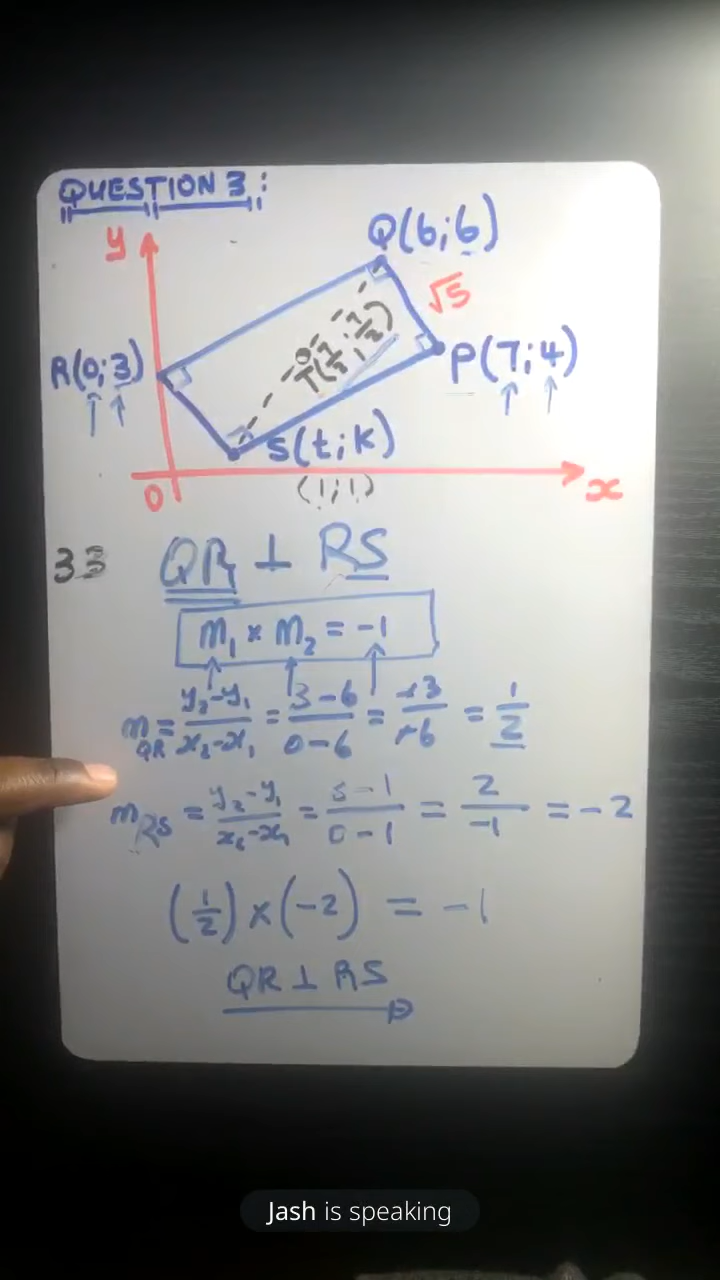 QUESTION 3:
y
Q(6;6)
√5
R(0;3)
T(7/2;7/2)
P(7;4)
S(t;k)
0
(1;1)
x
3.3 QR ⊥ RS
m₁ × m₂ = -1
m_QR = (y₂-y₁)/(x₂-x₁) = (3-6)/(0-6) = (-3)/(-6) = 1/2
m_RS = (y₂-y₁)/(x₂-x₁) = (3-1)/(0-1) = 2/(-1) = -2
(1/2) × (-2) = -1
QR ⊥ RS
Jash is speaking